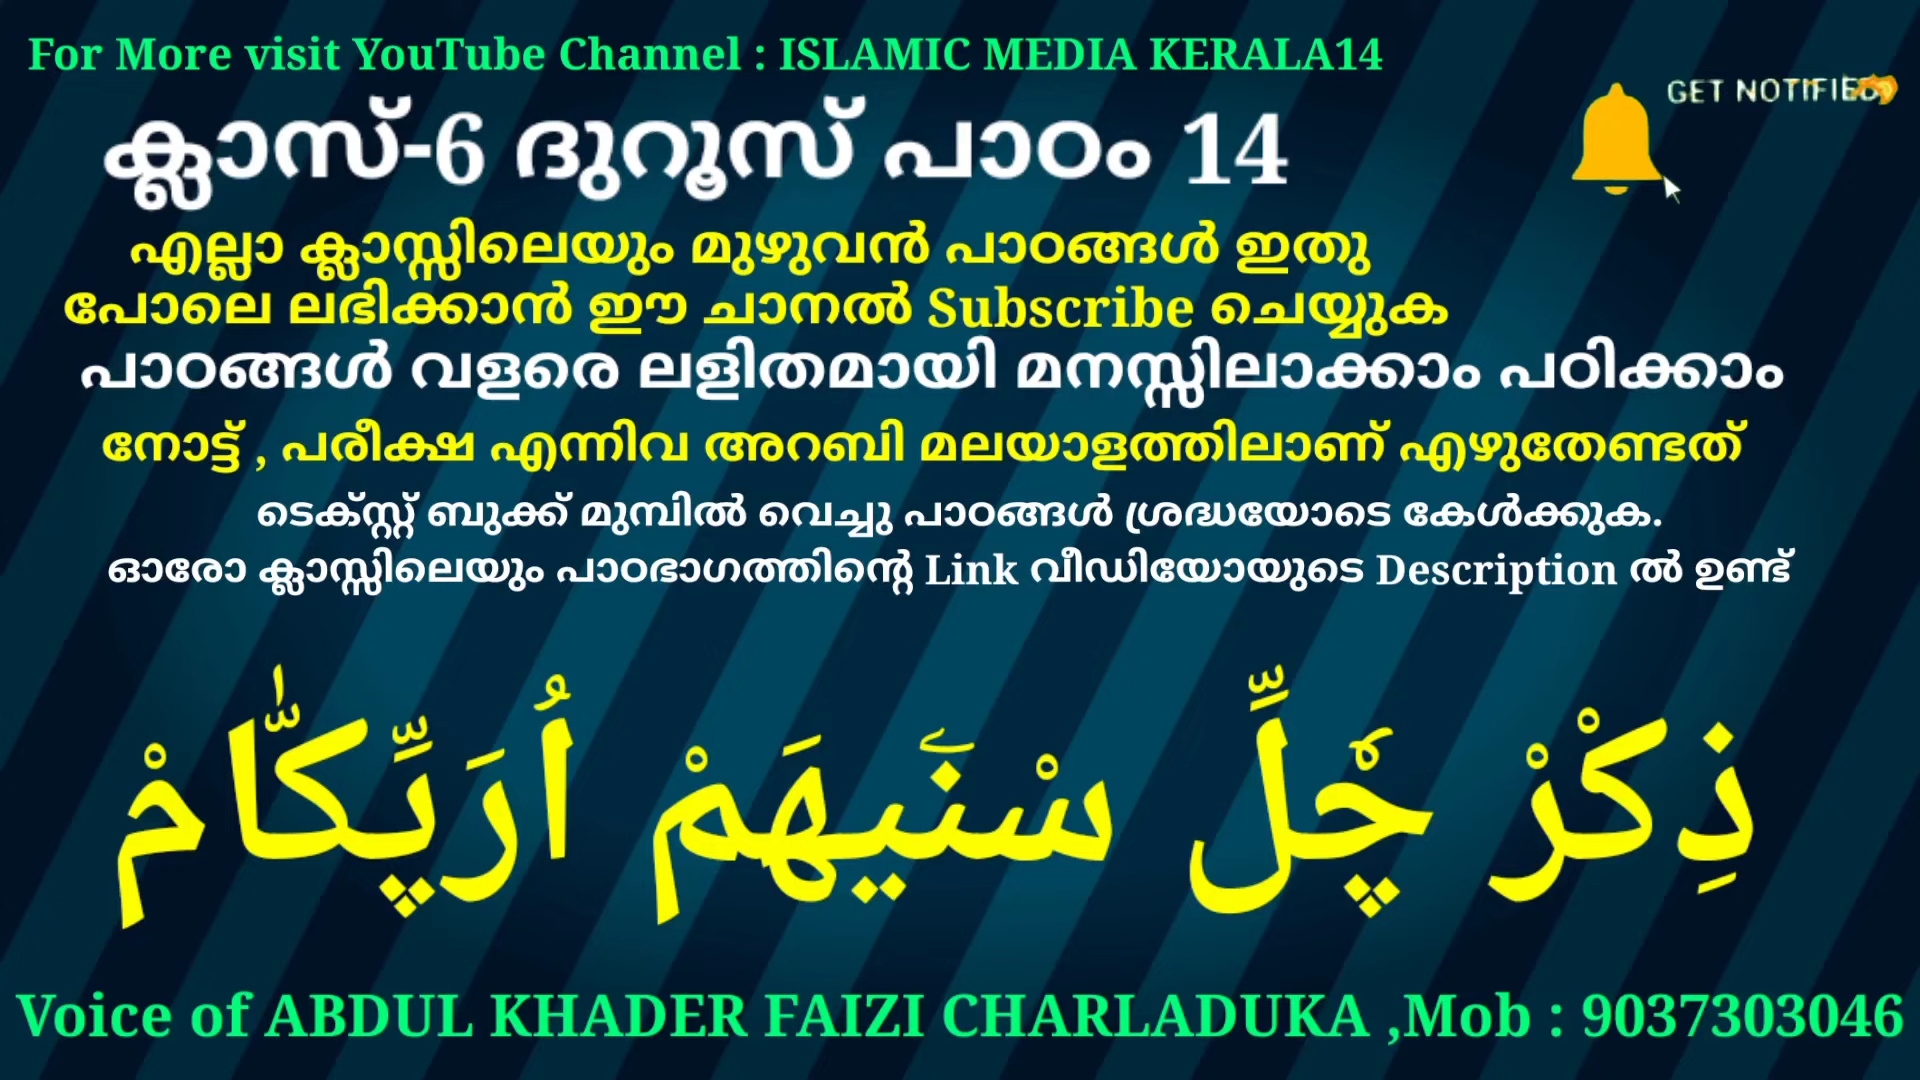 For More visit YouTube Channel : ISLAMIC MEDIA KERALA14
GET NOTIFIED
ക്ലാസ്-6 ദുറൂസ് പാഠം 14
എല്ലാ ക്ലാസ്സിലെയും മുഴുവൻ പാഠങ്ങൾ ഇതു
പോലെ ലഭിക്കാൻ ഈ ചാനൽ Subscribe ചെയ്യുക
പാഠങ്ങൾ വളരെ ലളിതമായി മനസ്സിലാക്കാം പഠിക്കാം
നോട്ട് , പരീക്ഷ എന്നിവ അറബി മലയാളത്തിലാണ് എഴുതേണ്ടത്
ടെക്സ്റ്റ് ബുക്ക് മുമ്പിൽ വെച്ചു പാഠങ്ങൾ ശ്രദ്ധയോടെ കേൾക്കുക.
ഓരോ ക്ലാസ്സിലെയും പാഠഭാഗത്തിന്റെ Link വീഡിയോയുടെ Description ൽ ഉണ്ട്
ذِكْرْ چٗلِّ سْنَيهَمْ اُرَپِّكَّامْ
Voice of ABDUL KHADER FAIZI CHARLADUKA ,Mob : 9037303046